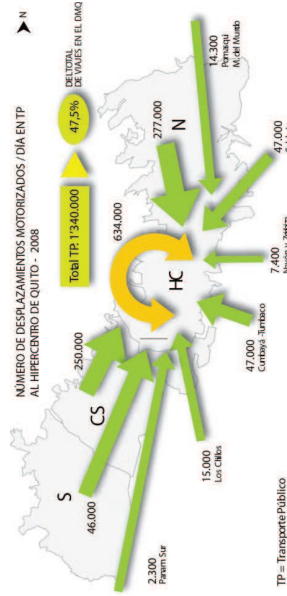 NÚMERO DE DESPLAZAMIENTOS MOTORIZADOS / DÍA EN TP
AL HIPERCENTRO DE QUITO - 2008
N
Total TP. 1'340.000
47,5%
DEL TOTAL
DE VIAJES EN EL DMQ
S
46.000
CS
250.000
634.000
HC
277.000
N
2.300
Panam Sur
15.000
Los Chillos
47.000
Cumbayá -Tumbaco
7.400
47.000
14.300
Pomasqui
M. del Mundo
TP = Transporte Público